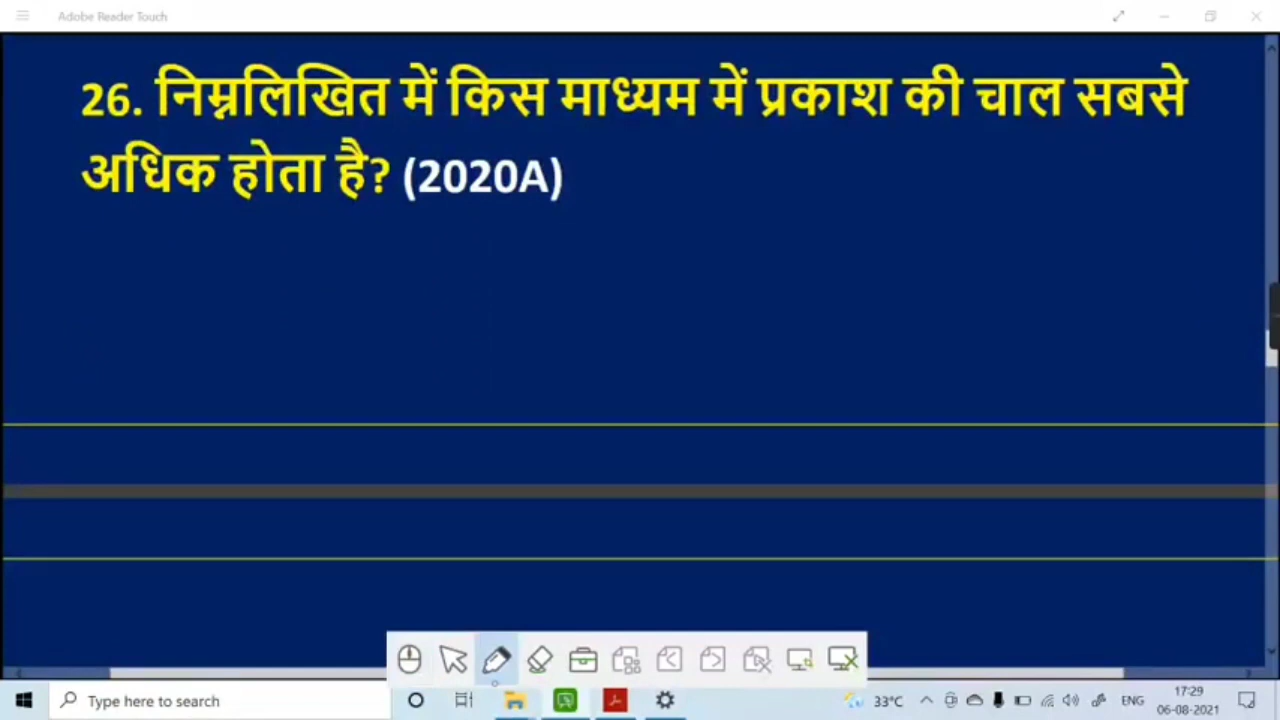 Adobe Reader Touch
26. निम्नलिखित में किस माध्यम में प्रकाश की चाल सबसे
अधिक होता है? (2020A)
Type here to search
33°C
ENG
17:29
06-08-2021